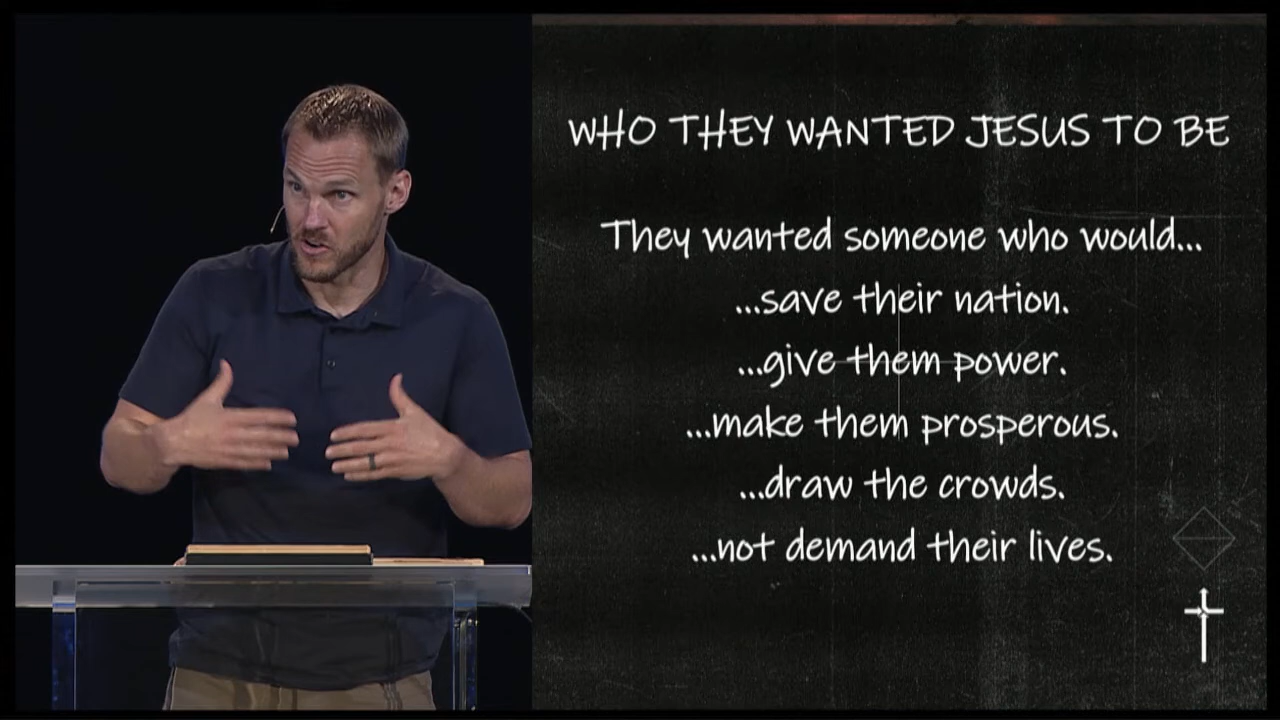 WHO THEY WANTED JESUS TO BE
They wanted someone who would...
...save their nation.
...give them power.
...make them prosperous.
...draw the crowds.
...not demand their lives.